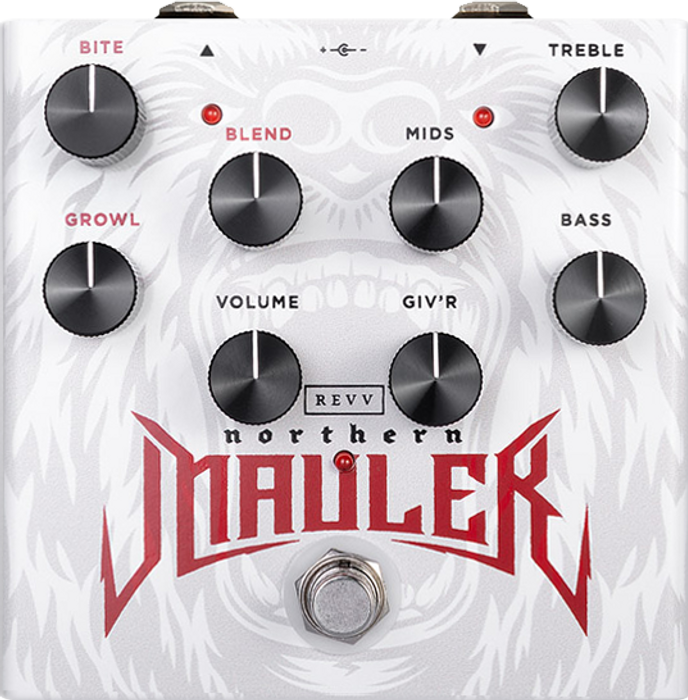 BITE
TREBLE
BLEND
MIDS
GROWL
BASS
VOLUME
GIV'R
REVV
northern
MAULER